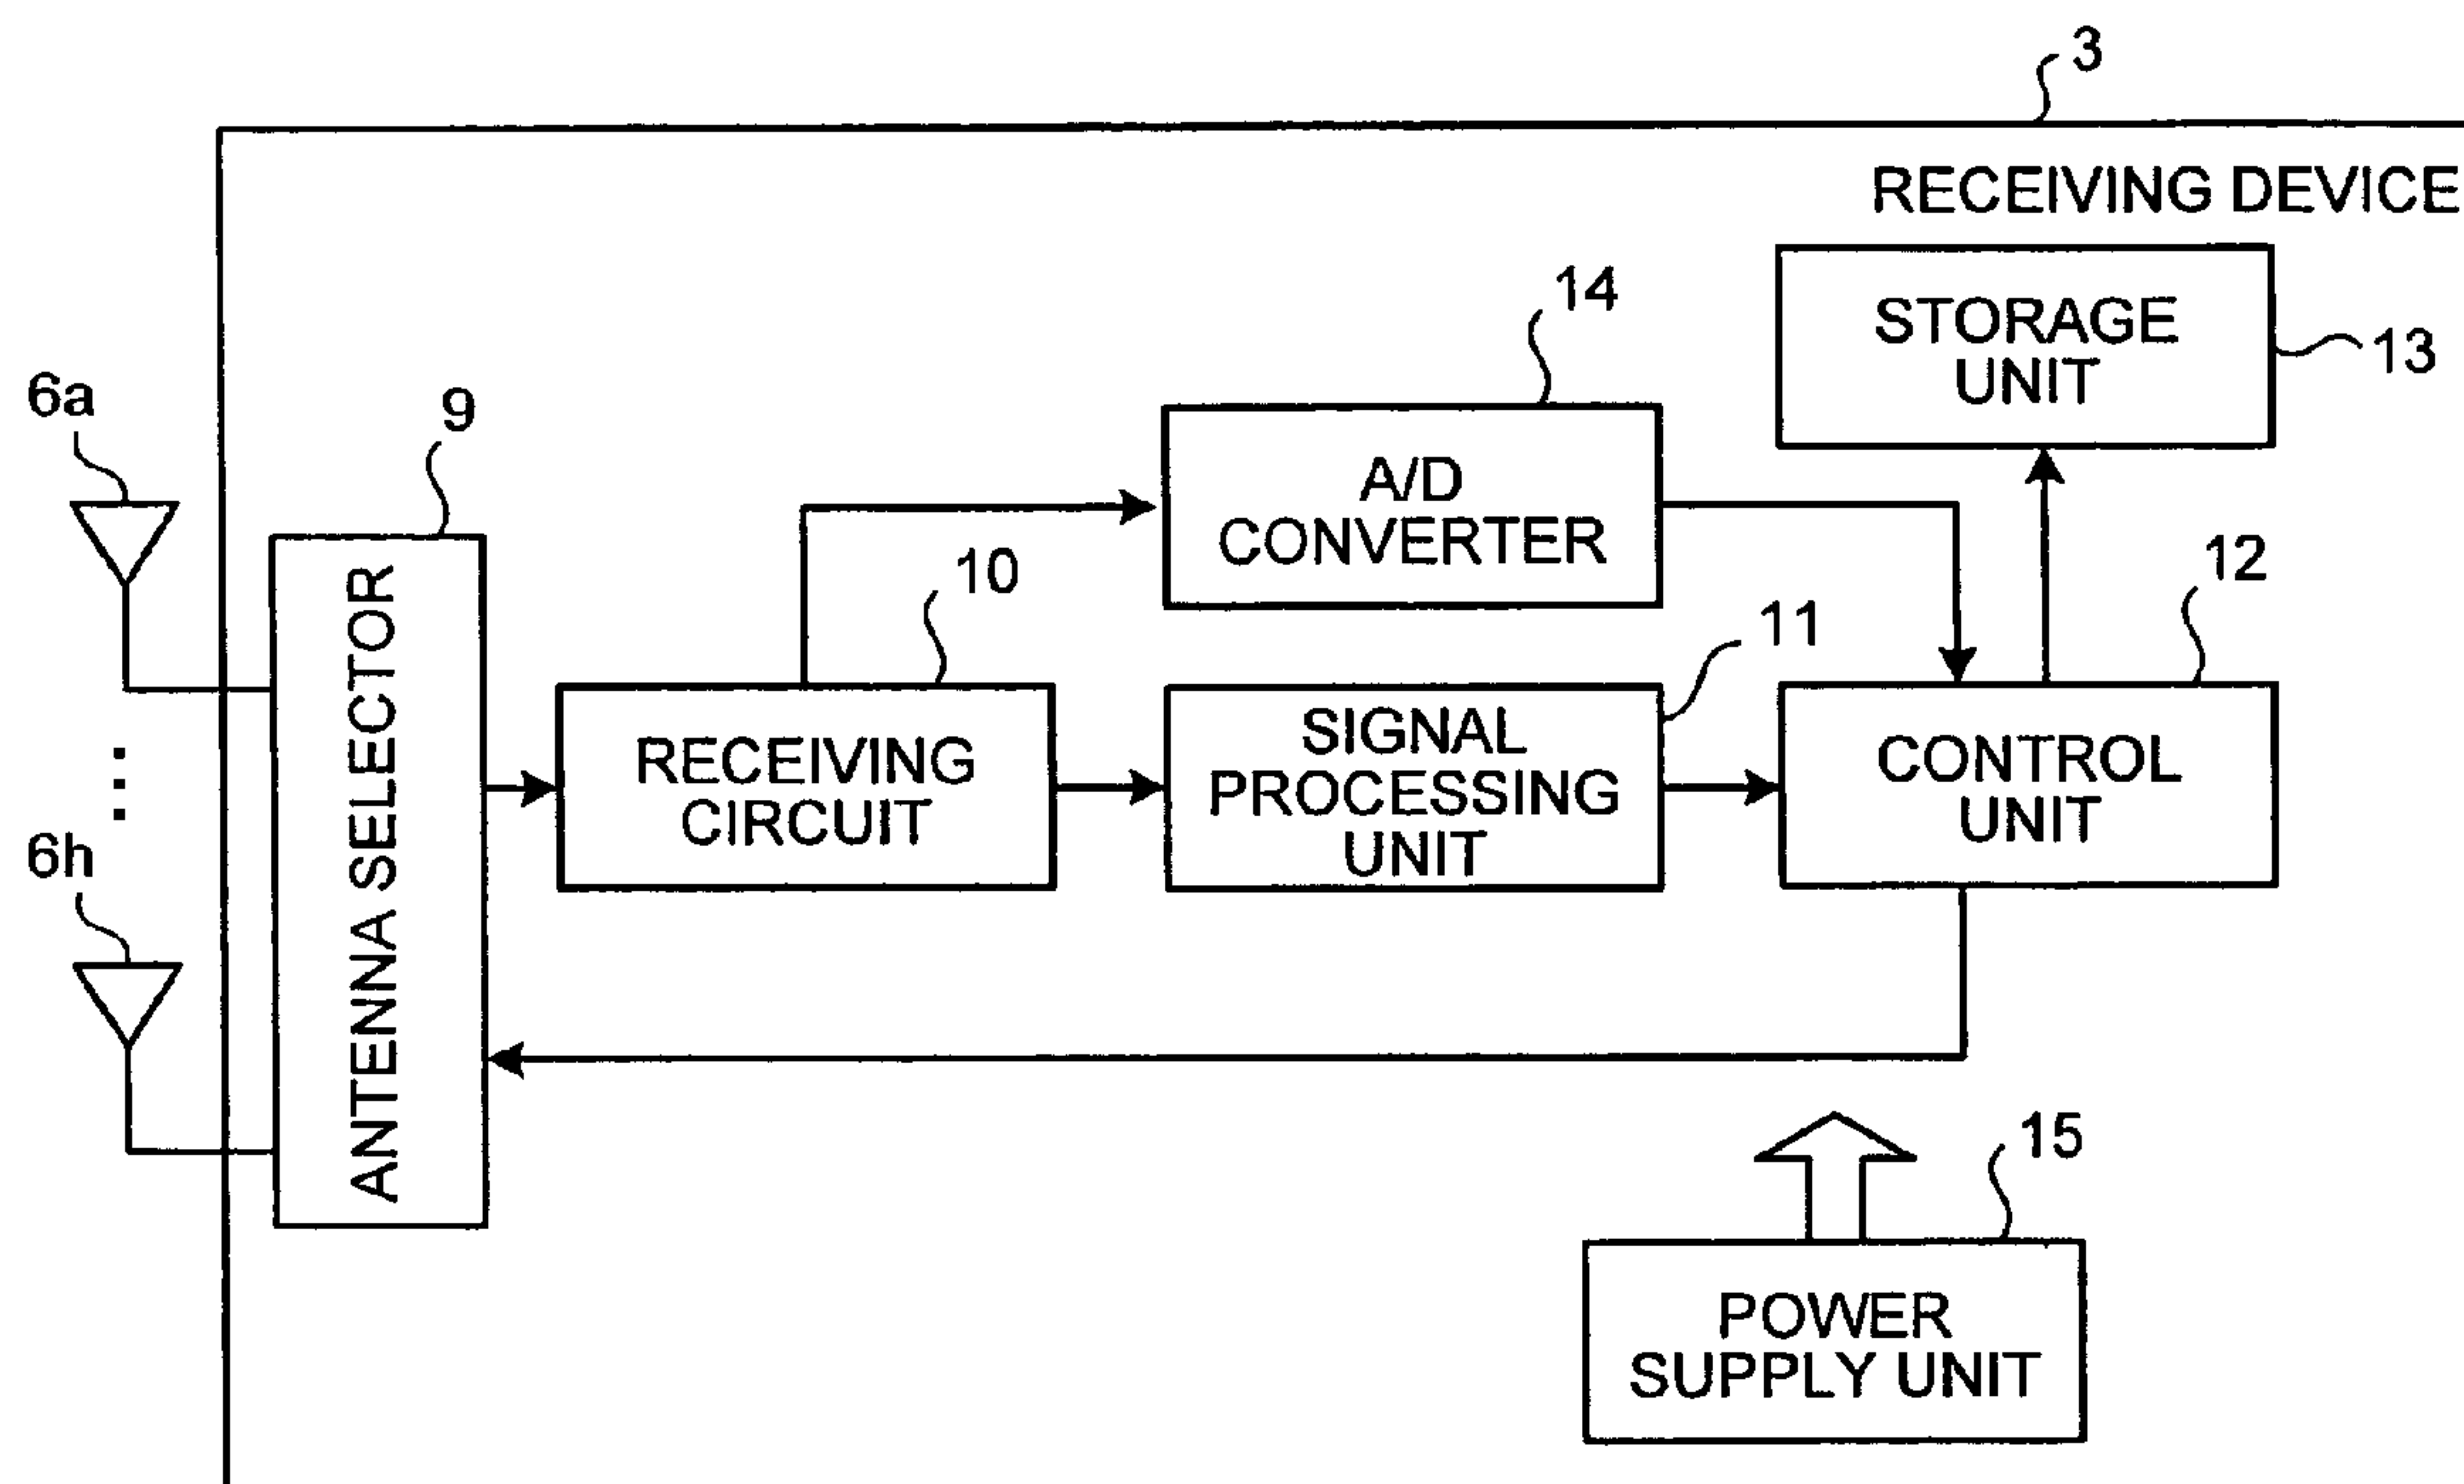 3
RECEIVING DEVICE
14
STORAGE
UNIT
13
6a
9
A/D
CONVERTER
10
12
11
ANTENNA SELECTOR
RECEIVING
CIRCUIT
SIGNAL
PROCESSING
UNIT
CONTROL
UNIT
6h
15
POWER
SUPPLY UNIT